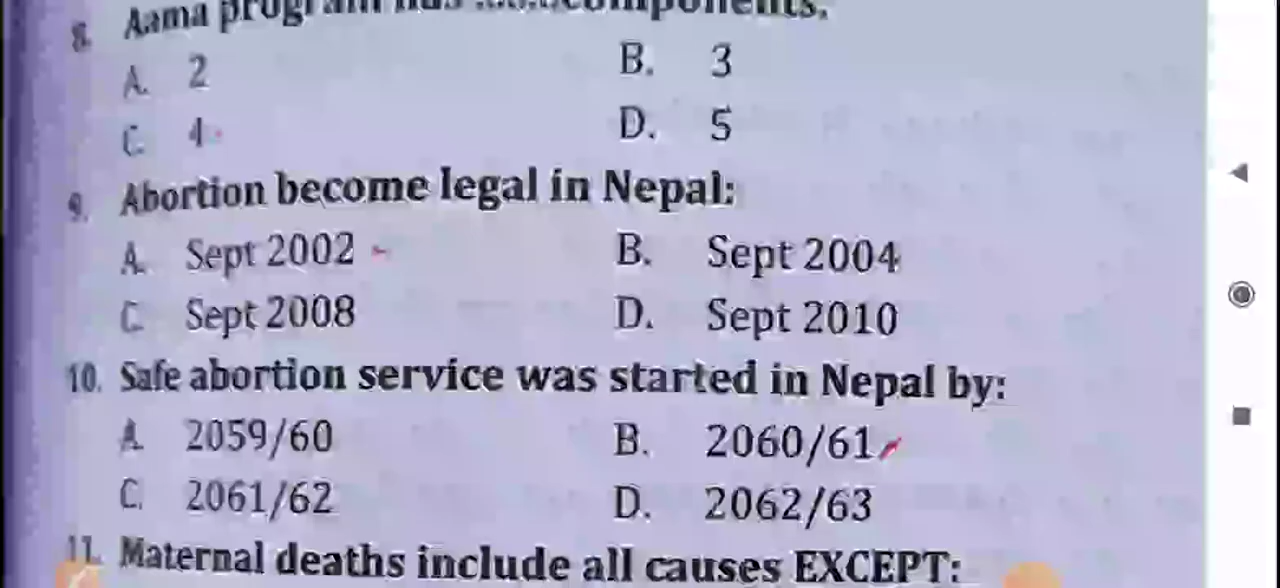 8. Aama program has .......components.
A. 2 B. 3
C. 4 D. 5
9. Abortion become legal in Nepal:
A. Sept 2002 B. Sept 2004
C. Sept 2008 D. Sept 2010
10. Safe abortion service was started in Nepal by:
A. 2059/60 B. 2060/61
C. 2061/62 D. 2062/63
11. Maternal deaths include all causes EXCEPT: